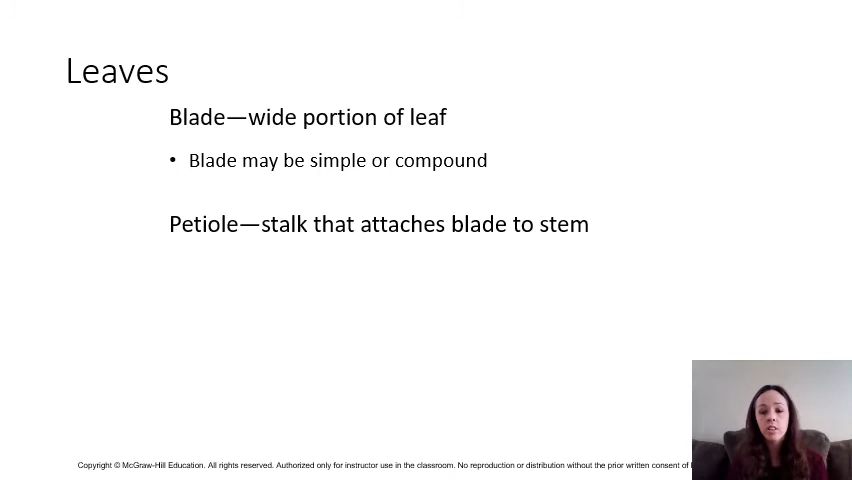 Leaves
Blade—wide portion of leaf
• Blade may be simple or compound
Petiole—stalk that attaches blade to stem
Copyright © McGraw-Hill Education. All rights reserved. Authorized only for instructor use in the classroom. No reproduction or distribution without the prior written consent of